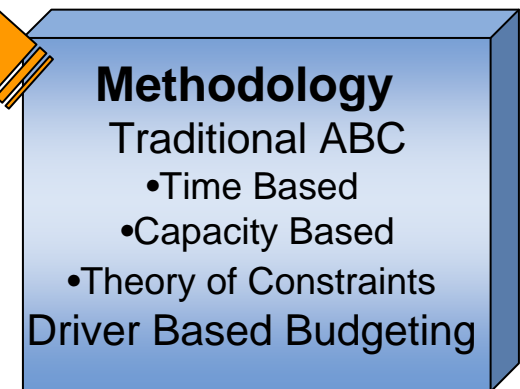 Methodology
Traditional ABC
•Time Based
•Capacity Based
•Theory of Constraints
Driver Based Budgeting